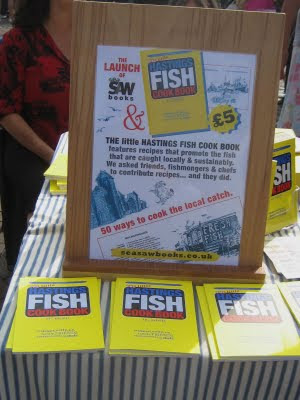 THE
LAUNCH
OF
SAW
books
&
HASTINGS
FISH
COOK BOOK
£5
THE little HASTINGS FISH COOK BOOK
features recipes that promote the fish
that are caught locally & sustainably.
We asked friends, fishmongers & chefs
to contribute recipes... and they did.
50 ways to cook the local catch.
seasawbooks.co.uk
HASTINGS
FISH
COOK BOOK
HASTINGS
FISH
COOK BOOK
HASTINGS
FISH
COOK BOOK